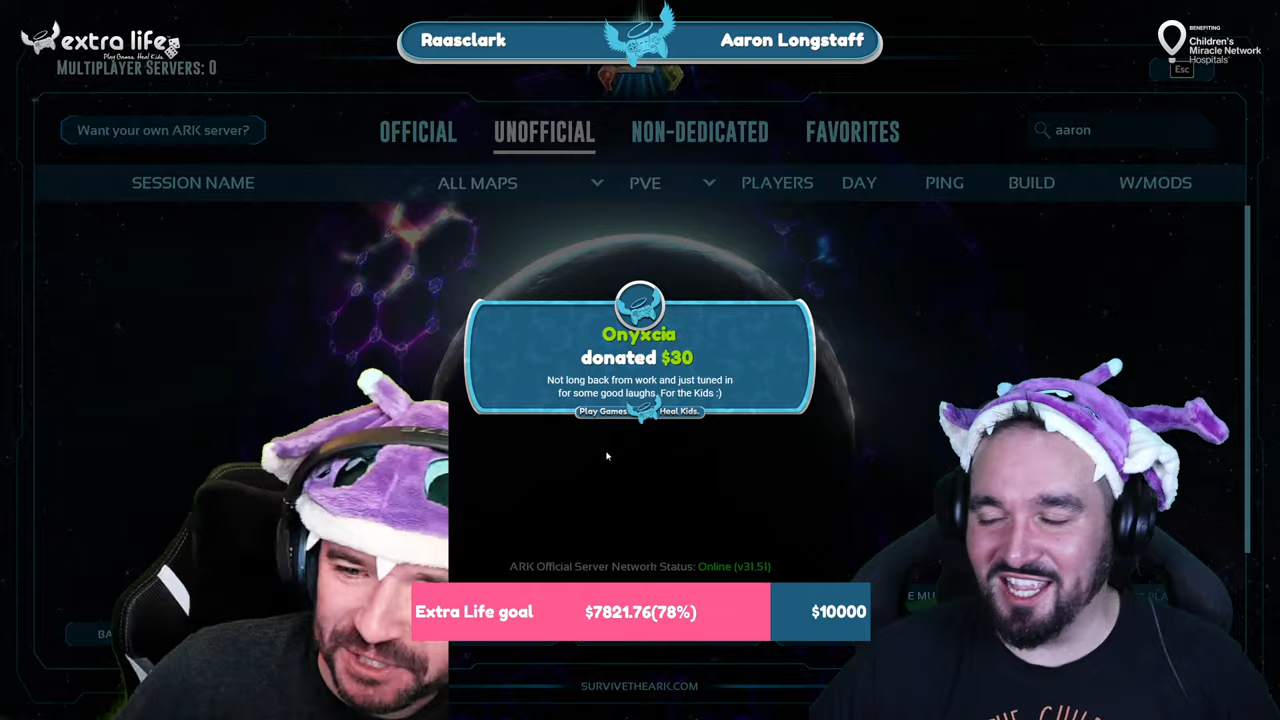 extra life
Play Games. Heal Kids.
Raasclark
Aaron Longstaff
BENEFITING
Children's
Miracle Network
Hospitals
MULTIPLAYER SERVERS: 0
Esc
Want your own ARK server?
OFFICIAL
UNOFFICIAL
NON-DEDICATED
FAVORITES
aaron
SESSION NAME
ALL MAPS
PVE
PLAYERS
DAY
PING
BUILD
W/MODS
Onyxcia
donated $30
Not long back from work and just tuned in
for some good laughs. For the Kids :)
Play Games
Heal Kids.
ARK Official Server Network Status: Online (v31.51)
Extra Life goal
$7821.76(78%)
$10000
BA
E MU
PLA
SURVIVETHEARK.COM